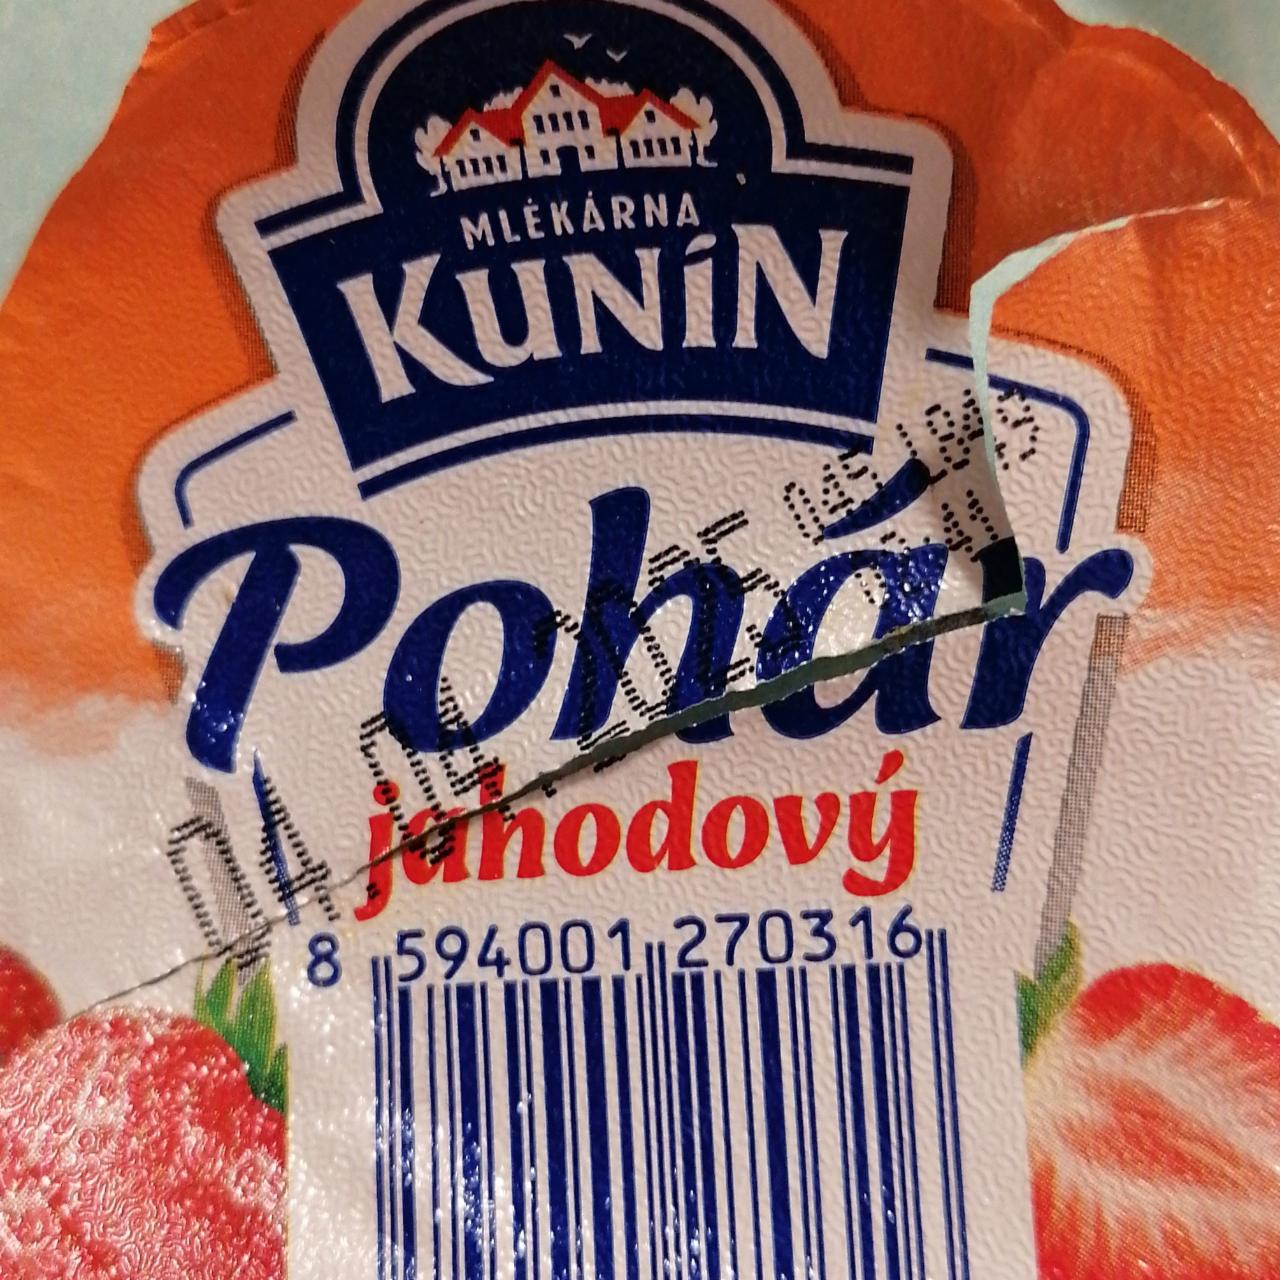 MLÉKÁRNA
KUNÍN
Pohár
jahodový
8 594001 270316